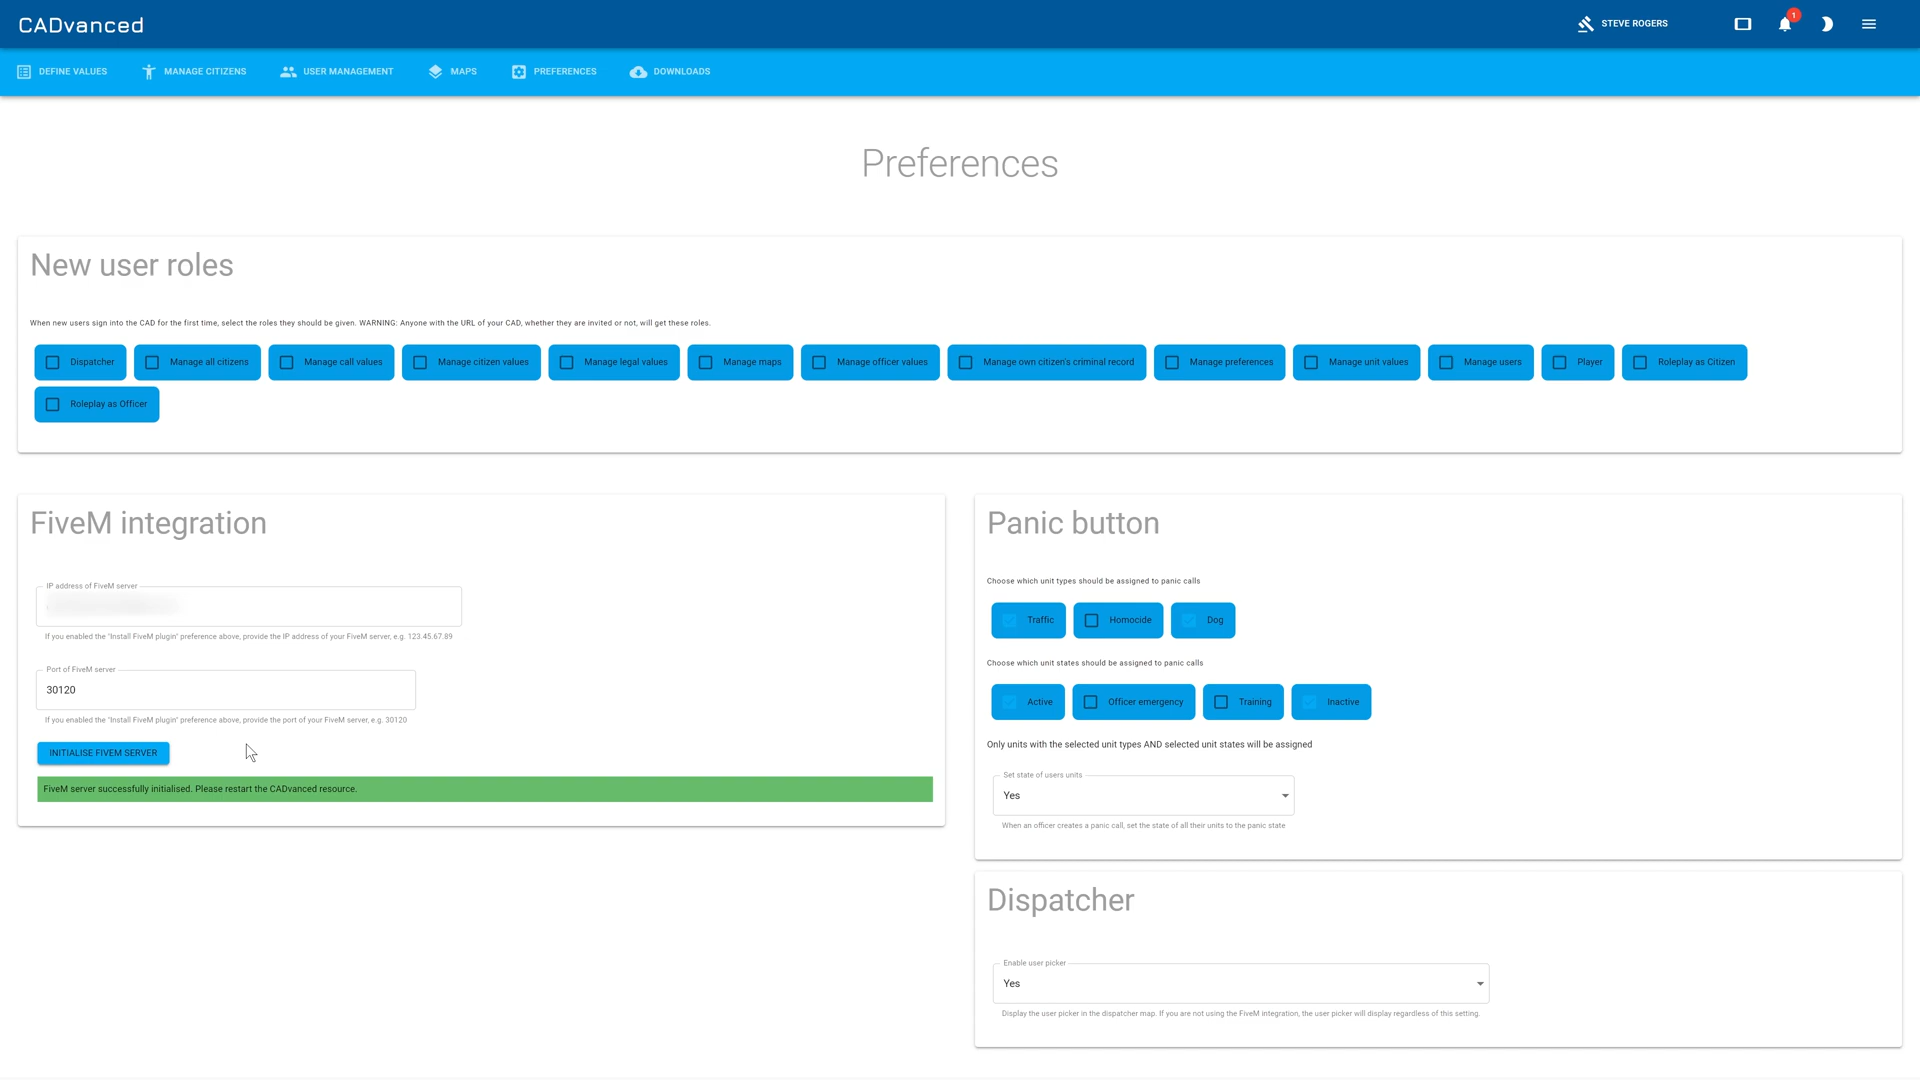 CADvanced
STEVE ROGERS
1
DEFINE VALUES
MANAGE CITIZENS
USER MANAGEMENT
MAPS
PREFERENCES
DOWNLOADS
Preferences
New user roles
When new users sign into the CAD for the first time, select the roles they should be given. WARNING: Anyone with the URL of your CAD, whether they are invited or not, will get these roles.
Dispatcher
Manage all citizens
Manage call values
Manage citizen values
Manage legal values
Manage maps
Manage officer values
Manage own citizen's criminal record
Manage preferences
Manage unit values
Manage users
Player
Roleplay as Citizen
Roleplay as Officer
FiveM integration
IP address of FiveM server
If you enabled the "Install FiveM plugin" preference above, provide the IP address of your FiveM server, e.g. 123.45.67.89
Port of FiveM server
30120
If you enabled the "Install FiveM plugin" preference above, provide the port of your FiveM server, e.g. 30120
INITIALISE FIVEM SERVER
FiveM server successfully initialised. Please restart the CADvanced resource.
Panic button
Choose which unit types should be assigned to panic calls
Traffic
Homocide
Dog
Choose which unit states should be assigned to panic calls
Active
Officer emergency
Training
Inactive
Only units with the selected unit types AND selected unit states will be assigned
Set state of users units
Yes
When an officer creates a panic call, set the state of all their units to the panic state
Dispatcher
Enable user picker
Yes
Display the user picker in the dispatcher map. If you are not using the FiveM integration, the user picker will display regardless of this setting.